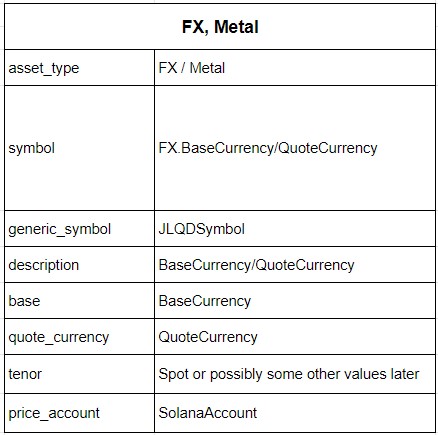 FX, Metal
asset_type FX / Metal
symbol FX.BaseCurrency/QuoteCurrency
generic_symbol JLQDSymbol
description BaseCurrency/QuoteCurrency
base BaseCurrency
quote_currency QuoteCurrency
tenor Spot or possibly some other values later
price_account SolanaAccount